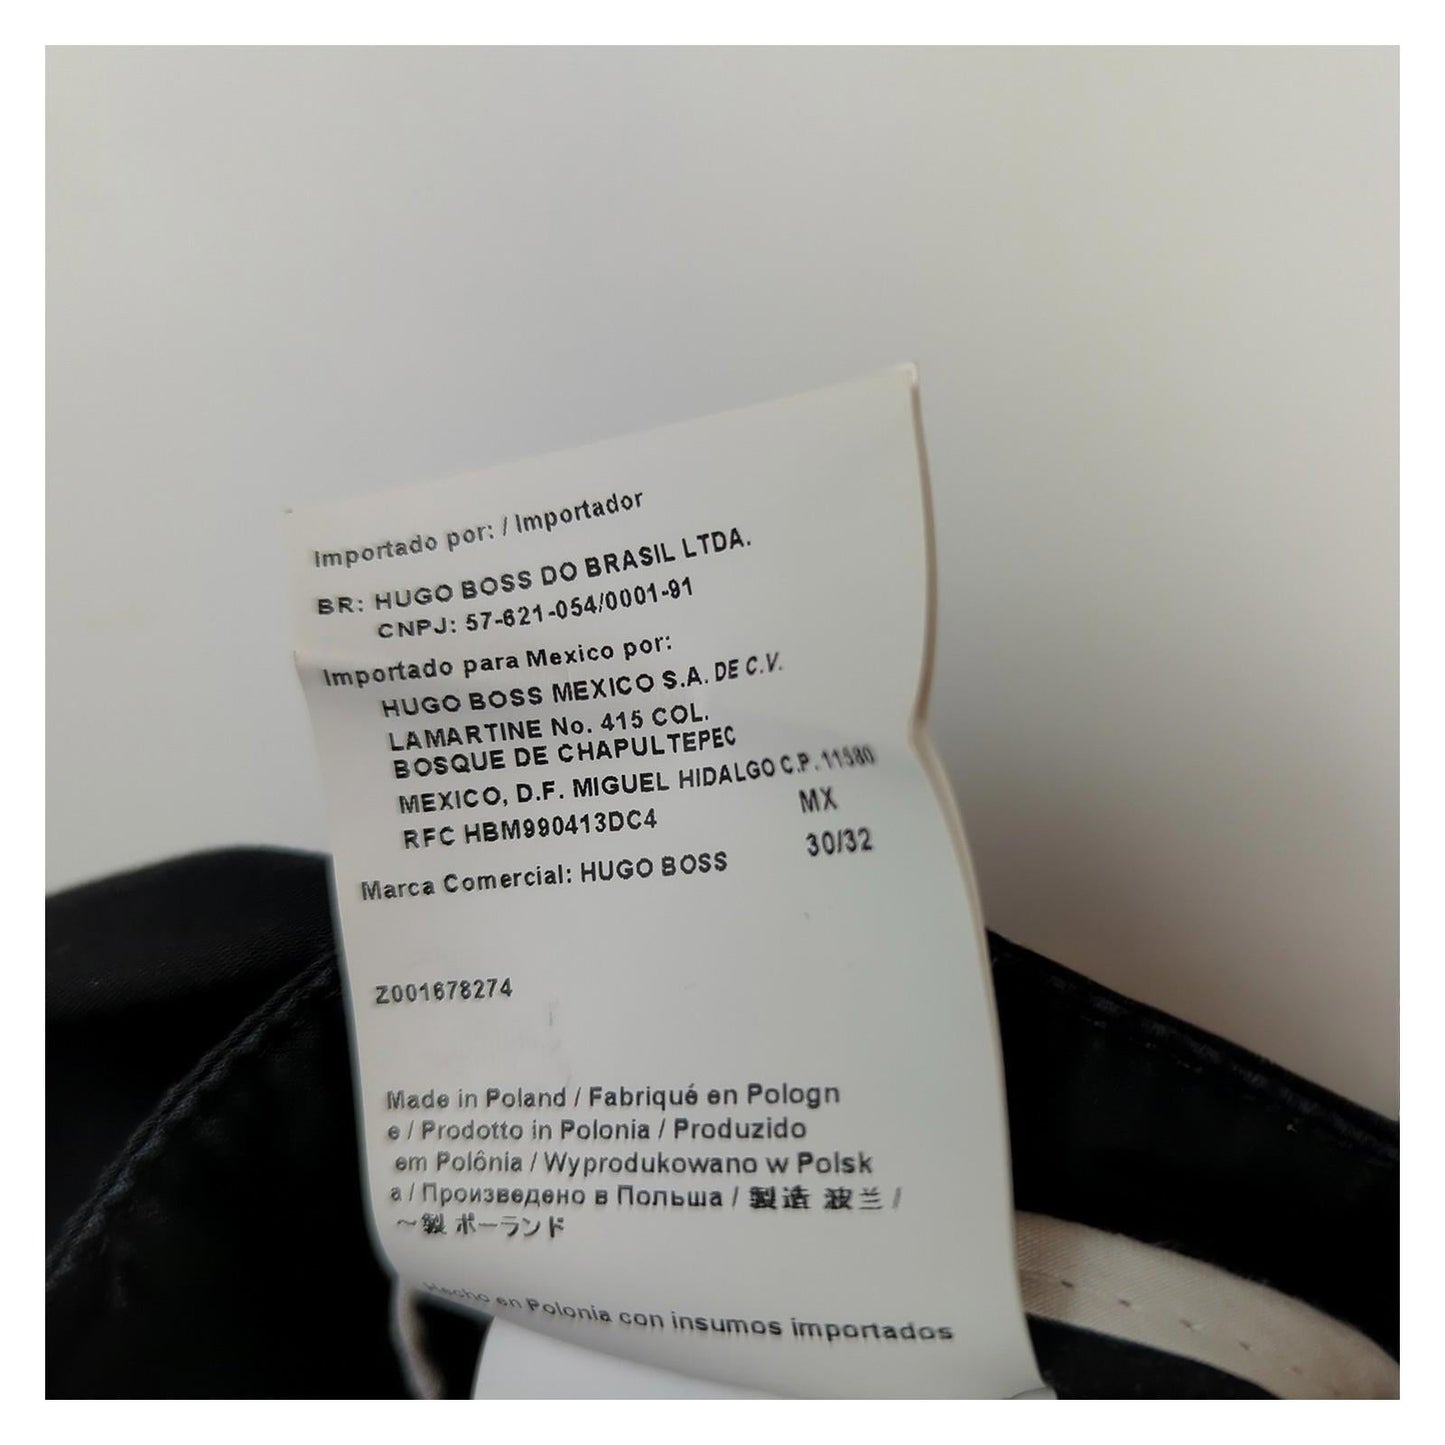 Importado por: / Importador
BR: HUGO BOSS DO BRASIL LTDA.
CNPJ: 57-621-054/0001-91
Importado para Mexico por:
HUGO BOSS MEXICO S.A. DE C.V.
LAMARTINE No. 415 COL.
BOSQUE DE CHAPULTEPEC
MEXICO, D.F. MIGUEL HIDALGO C.P. 11580
RFC HBM990413DC4 MX
Marca Comercial: HUGO BOSS 30/32
Z001678274
Made in Poland / Fabriqué en Pologn
e / Prodotto in Polonia / Produzido
em Polônia / Wyprodukowano w Polsk
a / Произведено в Польша / 製造 波兰 /
～製 ポーランド
Hecho en Polonia con insumos importados